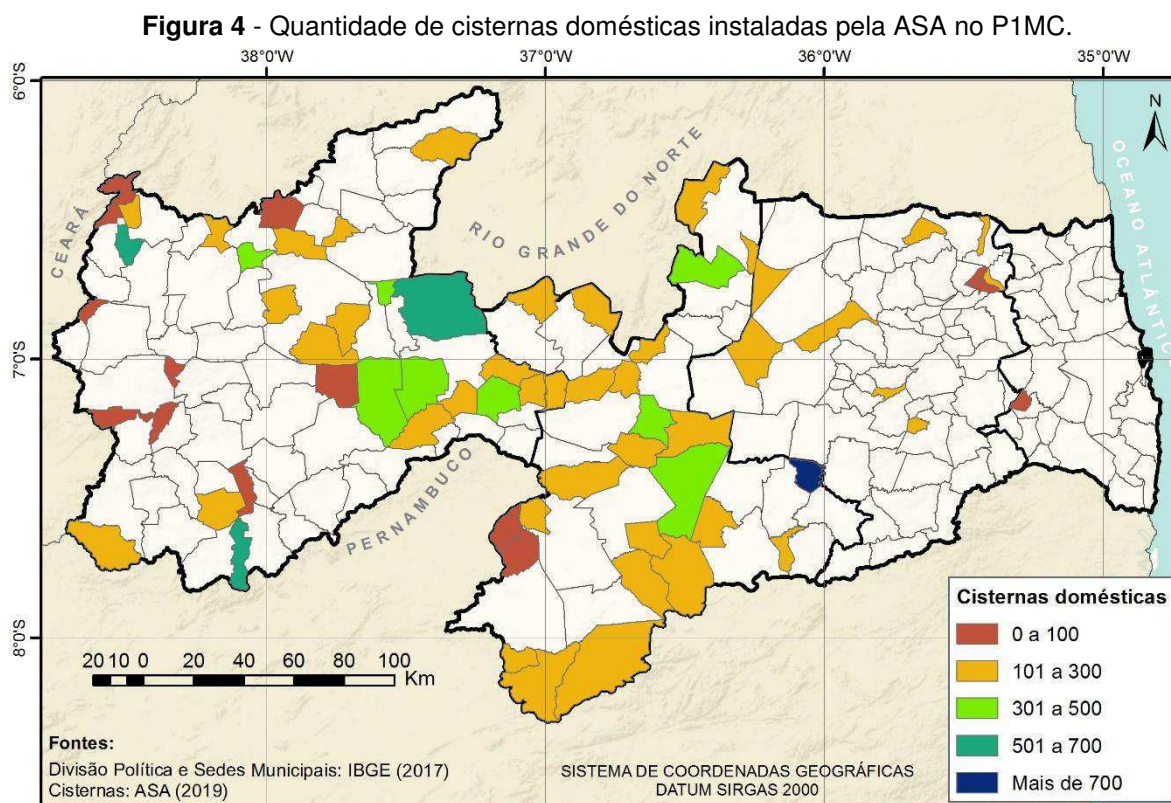 Figura 4 - Quantidade de cisternas domésticas instaladas pela ASA no P1MC.
38°0'W 37°0'W 36°0'W 35°0'W
6°0'S
N
CEARÁ
RIO GRANDE DO NORTE
OCEANO ATLÂNTICO
7°0'S
PERNAMBUCO
8°0'S
20 10 0 20 40 60 80 100
Km
Cisternas domésticas
0 a 100
101 a 300
301 a 500
501 a 700
Mais de 700
Fontes:
Divisão Política e Sedes Municipais: IBGE (2017)
Cisternas: ASA (2019)
SISTEMA DE COORDENADAS GEOGRÁFICAS
DATUM SIRGAS 2000